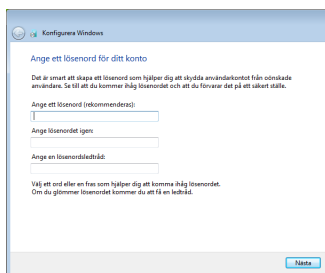 Konfigurera Windows
Ange ett lösenord för ditt konto
Det är smart att skapa ett lösenord som hjälper dig att skydda användarkontot från oönskade
användare. Se till att du kommer ihåg lösenordet och att du förvarar det på ett säkert ställe.
Ange ett lösenord (rekommenderas):
Ange lösenordet igen:
Ange en lösenordsledtråd:
Välj ett ord eller en fras som hjälper dig att komma ihåg lösenordet.
Om du glömmer lösenordet kommer du att få en ledtråd.
Nästa